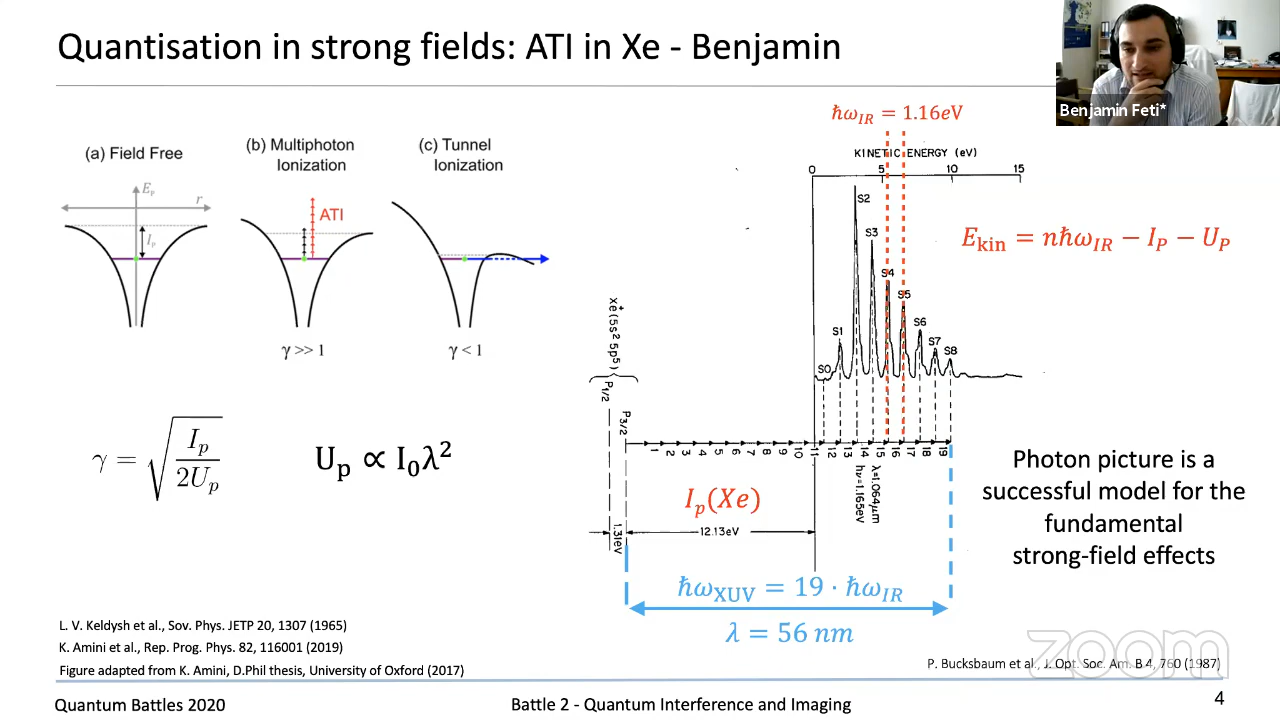 Quantisation in strong fields: ATI in Xe - Benjamin
Benjamin Feti*
(a) Field Free
(b) Multiphoton
Ionization
(c) Tunnel
Ionization
E_p
r
I_p
ATI
γ >> 1
γ < 1
γ = √(I_p / 2U_p)
U_p ∝ I_0λ²
ħω_IR = 1.16eV
KINETIC ENERGY (eV)
0 5 10 15
S0 S1 S2 S3 S4 S5 S6 S7 S8
E_kin = nħω_IR − I_P − U_P
Xe⁺(5s²5p⁵)
P1/2
P3/2
1 2 3 4 5 6 7 8 9 10 11 12 13 14 15 16 17 18 19
λ=1.064μm
hν=1.165eV
I_p(Xe)
1.31eV
12.13eV
ħω_XUV = 19 · ħω_IR
λ = 56 nm
Photon picture is a
successful model for the
fundamental
strong-field effects
L. V. Keldysh et al., Sov. Phys. JETP 20, 1307 (1965)
K. Amini et al., Rep. Prog. Phys. 82, 116001 (2019)
Figure adapted from K. Amini, D.Phil thesis, University of Oxford (2017)
P. Bucksbaum et al, J. Opt. Soc. Am. B 4, 760 (1987)
zoom
Quantum Battles 2020
Battle 2 - Quantum Interference and Imaging
4